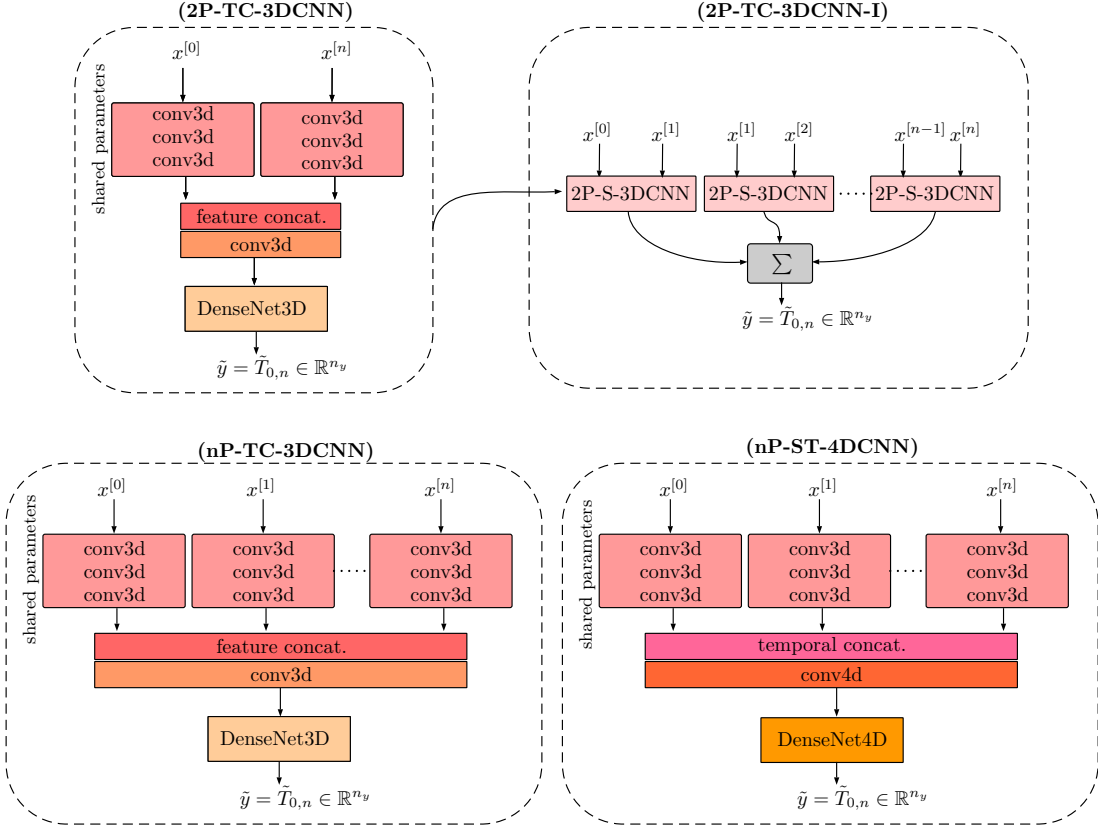 (2P-TC-3DCNN)
shared parameters
x^{[0]} x^{[n]}
conv3d conv3d
conv3d conv3d
conv3d conv3d
feature concat.
conv3d
DenseNet3D
ỹ = T̃_{0,n} ∈ ℝ^{n_y}
(2P-TC-3DCNN-I)
x^{[0]} x^{[1]} x^{[1]} x^{[2]} x^{[n−1]} x^{[n]}
2P-S-3DCNN 2P-S-3DCNN ..... 2P-S-3DCNN
∑
ỹ = T̃_{0,n} ∈ ℝ^{n_y}
(nP-TC-3DCNN)
shared parameters
x^{[0]} x^{[1]} x^{[n]}
conv3d conv3d conv3d
conv3d conv3d ..... conv3d
conv3d conv3d conv3d
feature concat.
conv3d
DenseNet3D
ỹ = T̃_{0,n} ∈ ℝ^{n_y}
(nP-ST-4DCNN)
shared parameters
x^{[0]} x^{[1]} x^{[n]}
conv3d conv3d conv3d
conv3d conv3d ..... conv3d
conv3d conv3d conv3d
temporal concat.
conv4d
DenseNet4D
ỹ = T̃_{0,n} ∈ ℝ^{n_y}